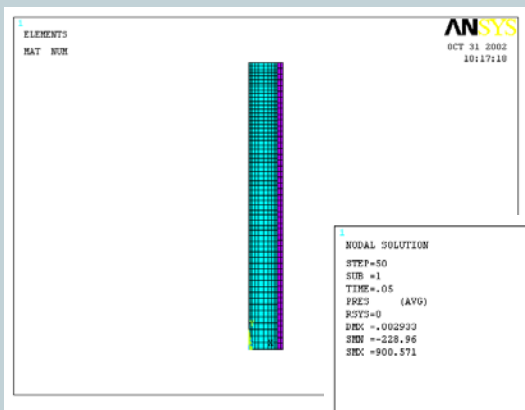 1
ELEMENTS
MAT NUM
ANSYS
OCT 31 2002
10:17:18
1
NODAL SOLUTION
STEP=50
SUB =1
TIME=.05
PRES (AVG)
RSYS=0
DMX =.002933
SMN =-228.96
SMX =900.571